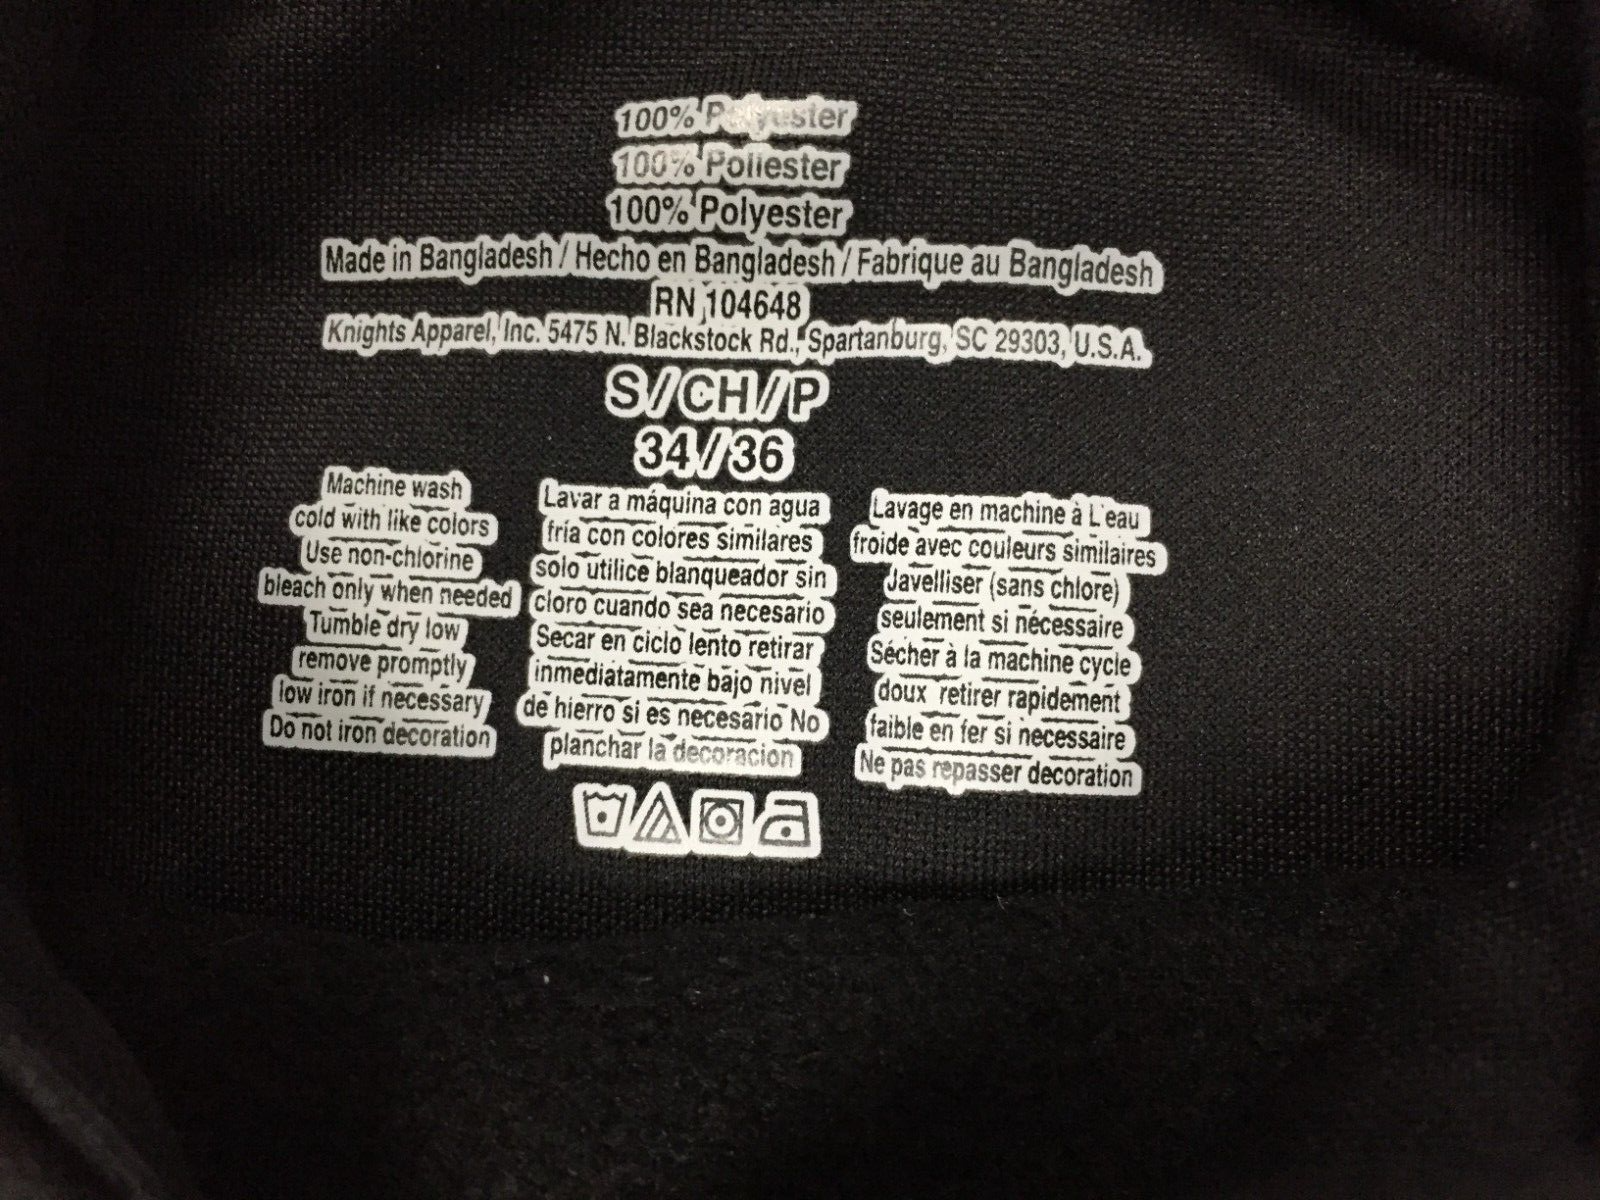 100% Polyester
100% Poliester
100% Polyester
Made in Bangladesh / Hecho en Bangladesh / Fabrique au Bangladesh
RN 104648
Knights Apparel, Inc. 5475 N. Blackstock Rd., Spartanburg, SC 29303, U.S.A.
S//CH//P
34//36
Machine wash
cold with like colors
Use non-chlorine
bleach only when needed
Tumble dry low
remove promptly
low iron if necessary
Do not iron decoration
Lavar a máquina con agua
fría con colores similares
solo utilice blanqueador sin
cloro cuando sea necesario
Secar en ciclo lento retirar
inmediatamente bajo nivel
de hierro si es necesario No
planchar la decoracion
Lavage en machine à L'eau
froide avec couleurs similaires
Javelliser (sans chlore)
seulement si nécessaire
Sécher à la machine cycle
doux retirer rapidement
faible en fer si nécessaire
Ne pas repasser decoration